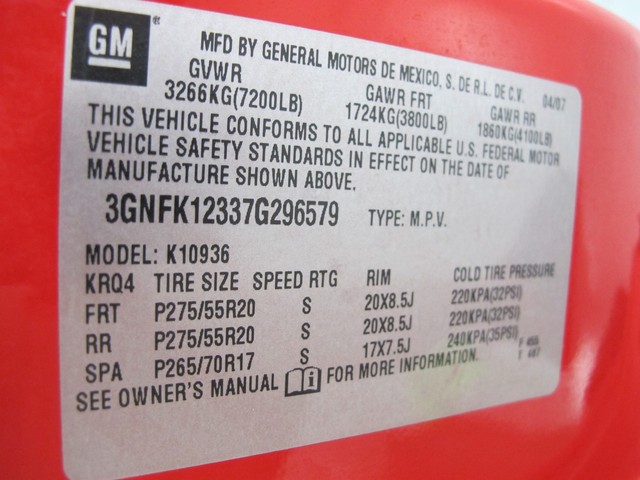 GM
MFD BY GENERAL MOTORS DE MEXICO, S. DE R.L. DE C.V. 04/07
GVWR GAWR FRT GAWR RR
3266KG(7200LB) 1724KG(3800LB) 1860KG(4100LB)
THIS VEHICLE CONFORMS TO ALL APPLICABLE U.S. FEDERAL MOTOR
VEHICLE SAFETY STANDARDS IN EFFECT ON THE DATE OF
MANUFACTURE SHOWN ABOVE.
3GNFK12337G296579 TYPE: M.P.V.
MODEL: K10936
KRQ4 TIRE SIZE SPEED RTG RIM COLD TIRE PRESSURE
FRT P275/55R20 S 20X8.5J 220KPA(32PSI)
RR P275/55R20 S 20X8.5J 220KPA(32PSI)
SPA P265/70R17 S 17X7.5J 240KPA(35PSI)
SEE OWNER'S MANUAL i FOR MORE INFORMATION.